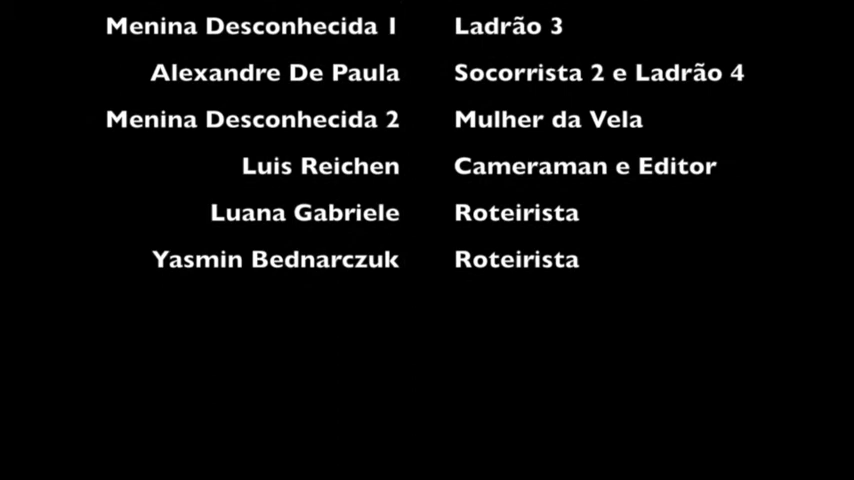 Menina Desconhecida 1 Ladrão 3
Alexandre De Paula Socorrista 2 e Ladrão 4
Menina Desconhecida 2 Mulher da Vela
Luis Reichen Cameraman e Editor
Luana Gabriele Roteirista
Yasmin Bednarczuk Roteirista